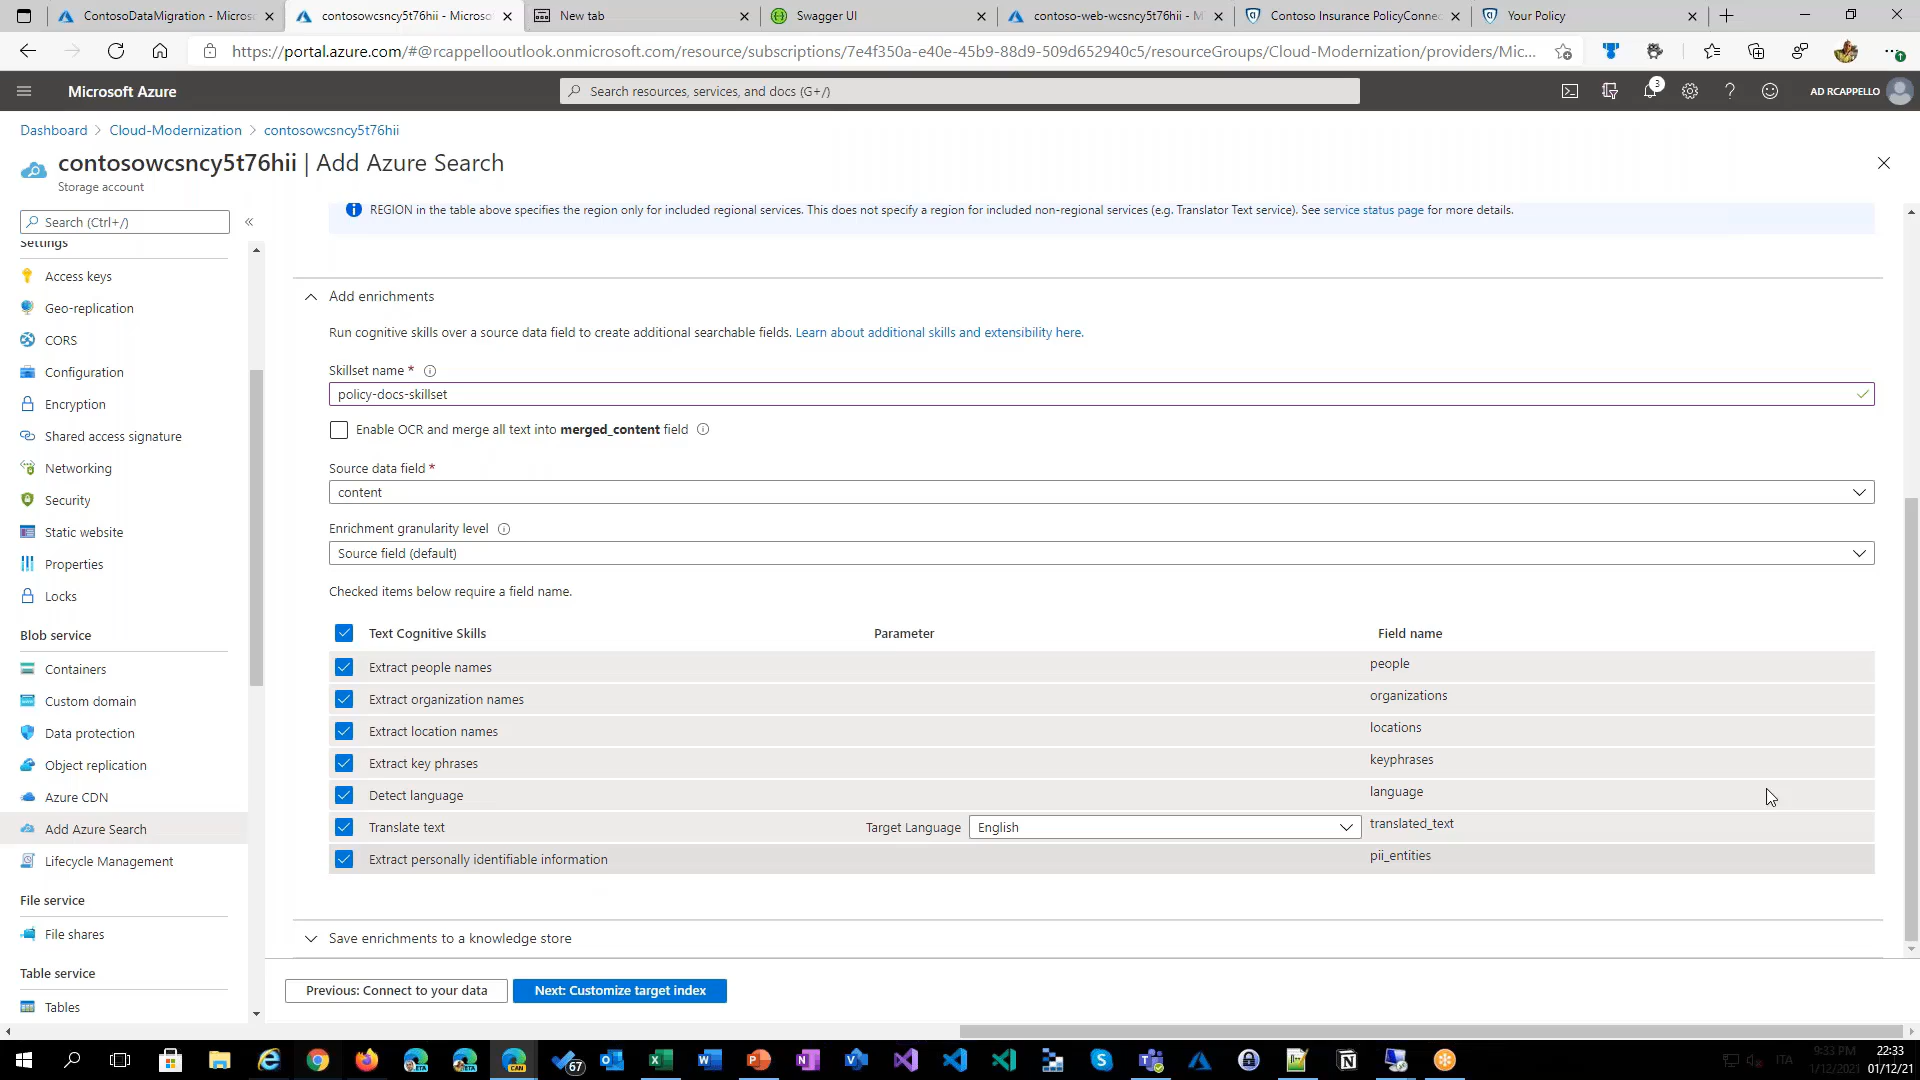 ContosoDataMigration - Microso
contosowcsncy5t76hii - Microsof
New tab
Swagger UI
contoso-web-wcsncy5t76hii - M
Contoso Insurance PolicyConnec
Your Policy
https://portal.azure.com/#@rcappellooutlook.onmicrosoft.com/resource/subscriptions/7e4f350a-e40e-45b9-88d9-509d652940c5/resourceGroups/Cloud-Modernization/providers/Mic...
Microsoft Azure
Search resources, services, and docs (G+/)
3
AD RCAPPELLO
Dashboard > Cloud-Modernization > contosowcsncy5t76hii
contosowcsncy5t76hii | Add Azure Search
Storage account
Search (Ctrl+/)
«
Settings
Access keys
Geo-replication
CORS
Configuration
Encryption
Shared access signature
Networking
Security
Static website
Properties
Locks
Blob service
Containers
Custom domain
Data protection
Object replication
Azure CDN
Add Azure Search
Lifecycle Management
File service
File shares
Table service
Tables
REGION in the table above specifies the region only for included regional services. This does not specify a region for included non-regional services (e.g. Translator Text service). See service status page for more details.
Add enrichments
Run cognitive skills over a source data field to create additional searchable fields. Learn about additional skills and extensibility here.
Skillset name *
policy-docs-skillset
Enable OCR and merge all text into merged_content field
Source data field *
content
Enrichment granularity level
Source field (default)
Checked items below require a field name.
Text Cognitive Skills Parameter Field name
Extract people names people
Extract organization names organizations
Extract location names locations
Extract key phrases keyphrases
Detect language language
Translate text Target Language English translated_text
Extract personally identifiable information pii_entities
Save enrichments to a knowledge store
Previous: Connect to your data
Next: Customize target index
67
ITA
9:33 PM
1/12/2021
22:33
01/12/21